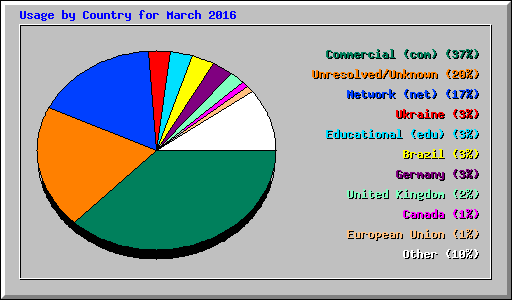 Usage by Country for March 2016
Commercial (com) (37%)
Unresolved/Unknown (20%)
Network (net) (17%)
Ukraine (3%)
Educational (edu) (3%)
Brazil (3%)
Germany (3%)
United Kingdom (2%)
Canada (1%)
European Union (1%)
Other (10%)